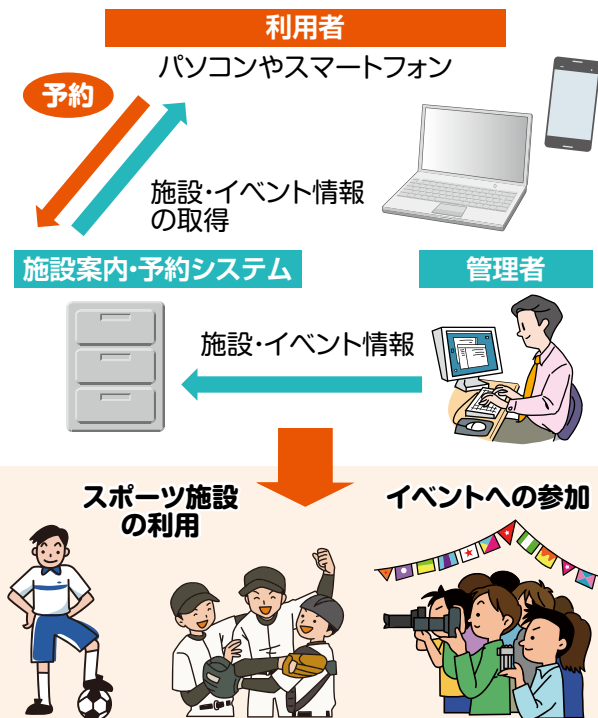 利用者
パソコンやスマートフォン
予約
施設・イベント情報
の取得
施設案内・予約システム
管理者
施設・イベント情報
スポーツ施設
の利用
イベントへの参加